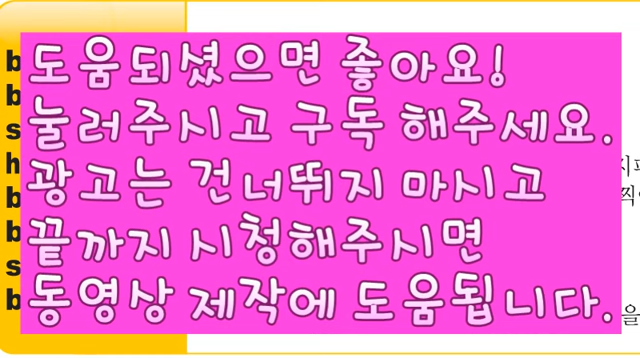 도움되셨으면 좋아요!
눌러주시고 구독 해주세요.
광고는 건너뛰지 마시고
끝까지 시청해주시면
동영상 제작에 도움됩니다.
b
b
s
h
b
b
s
b
을